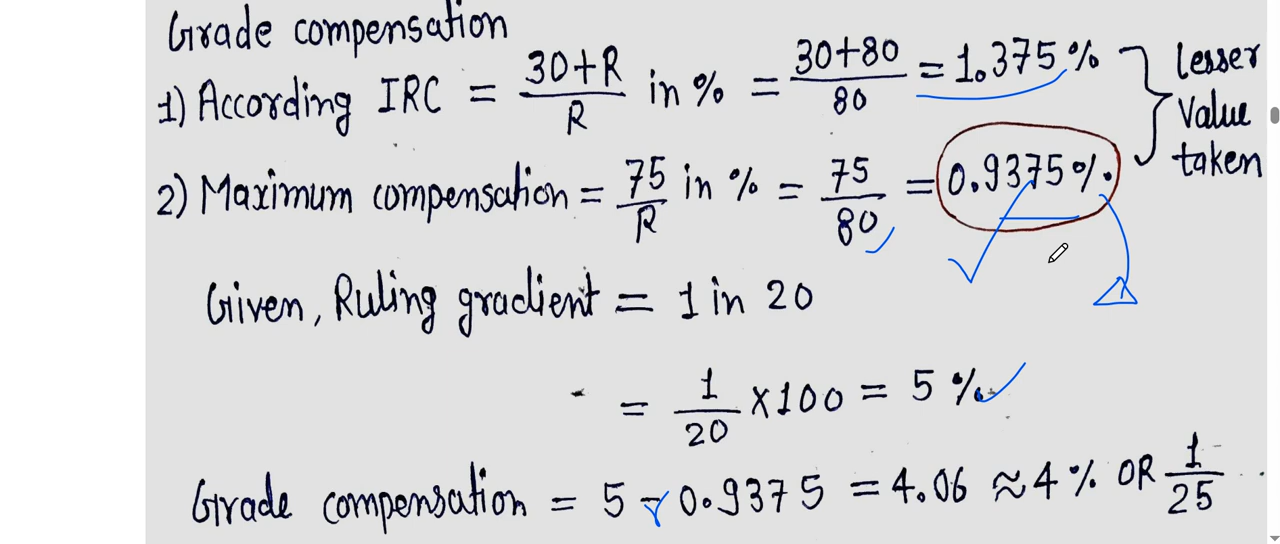 Grade compensation
1) According IRC = 30+R/R in % = 30+80/80 = 1.375 %
2) Maximum compensation = 75/R in % = 75/80 = 0.9375 %.
lesser
value
taken
Given, Ruling gradient = 1 in 20
= 1/20 × 100 = 5 %
Grade compensation = 5 - 0.9375 = 4.06 ≈ 4 % OR 1/25